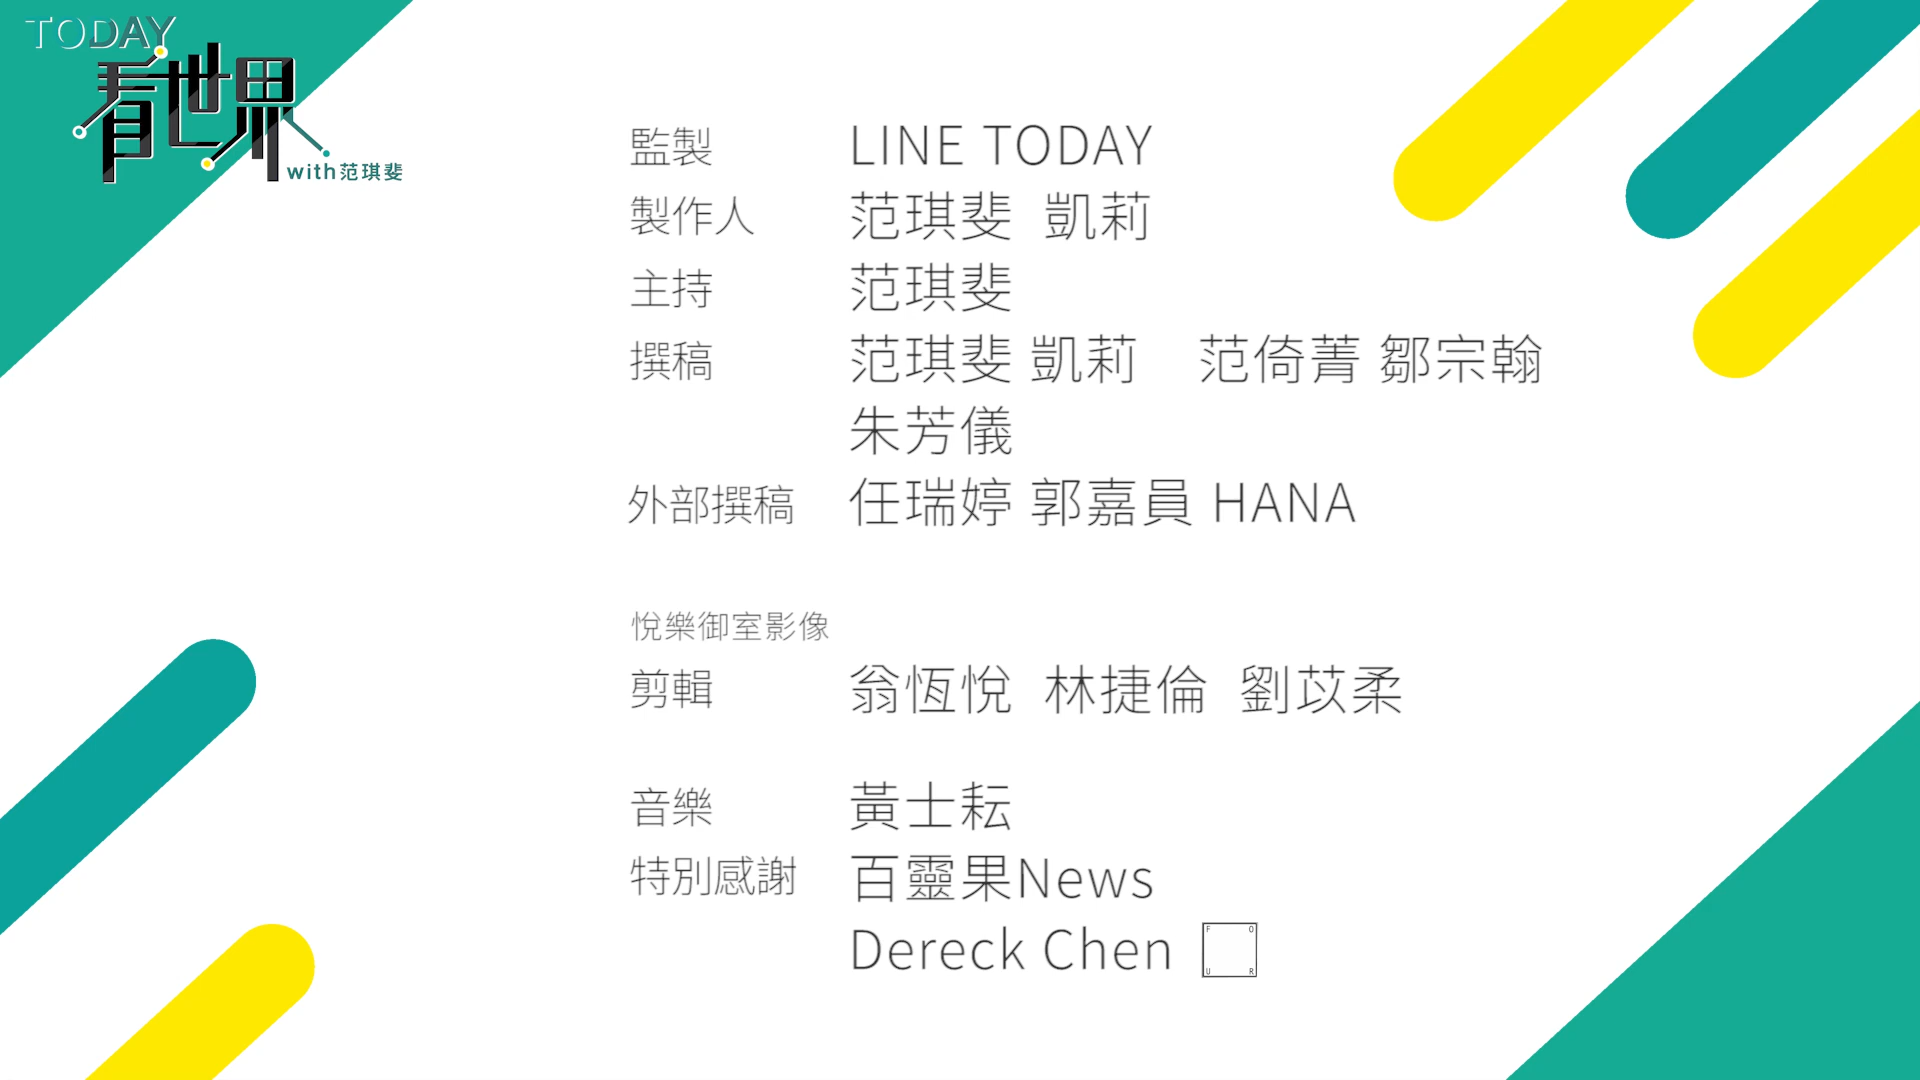 TODAY
看世界
with范琪斐
監製 LINE TODAY
製作人 范琪斐 凱莉
主持 范琪斐
撰稿 范琪斐 凱莉 范倚菁 鄒宗翰
朱芳儀
外部撰稿 任瑞婷 郭嘉員 HANA
悅樂御室影像
剪輯 翁恆悅 林捷倫 劉苡柔
音樂 黃士耘
特別感謝 百靈果News
Dereck Chen F O
U R